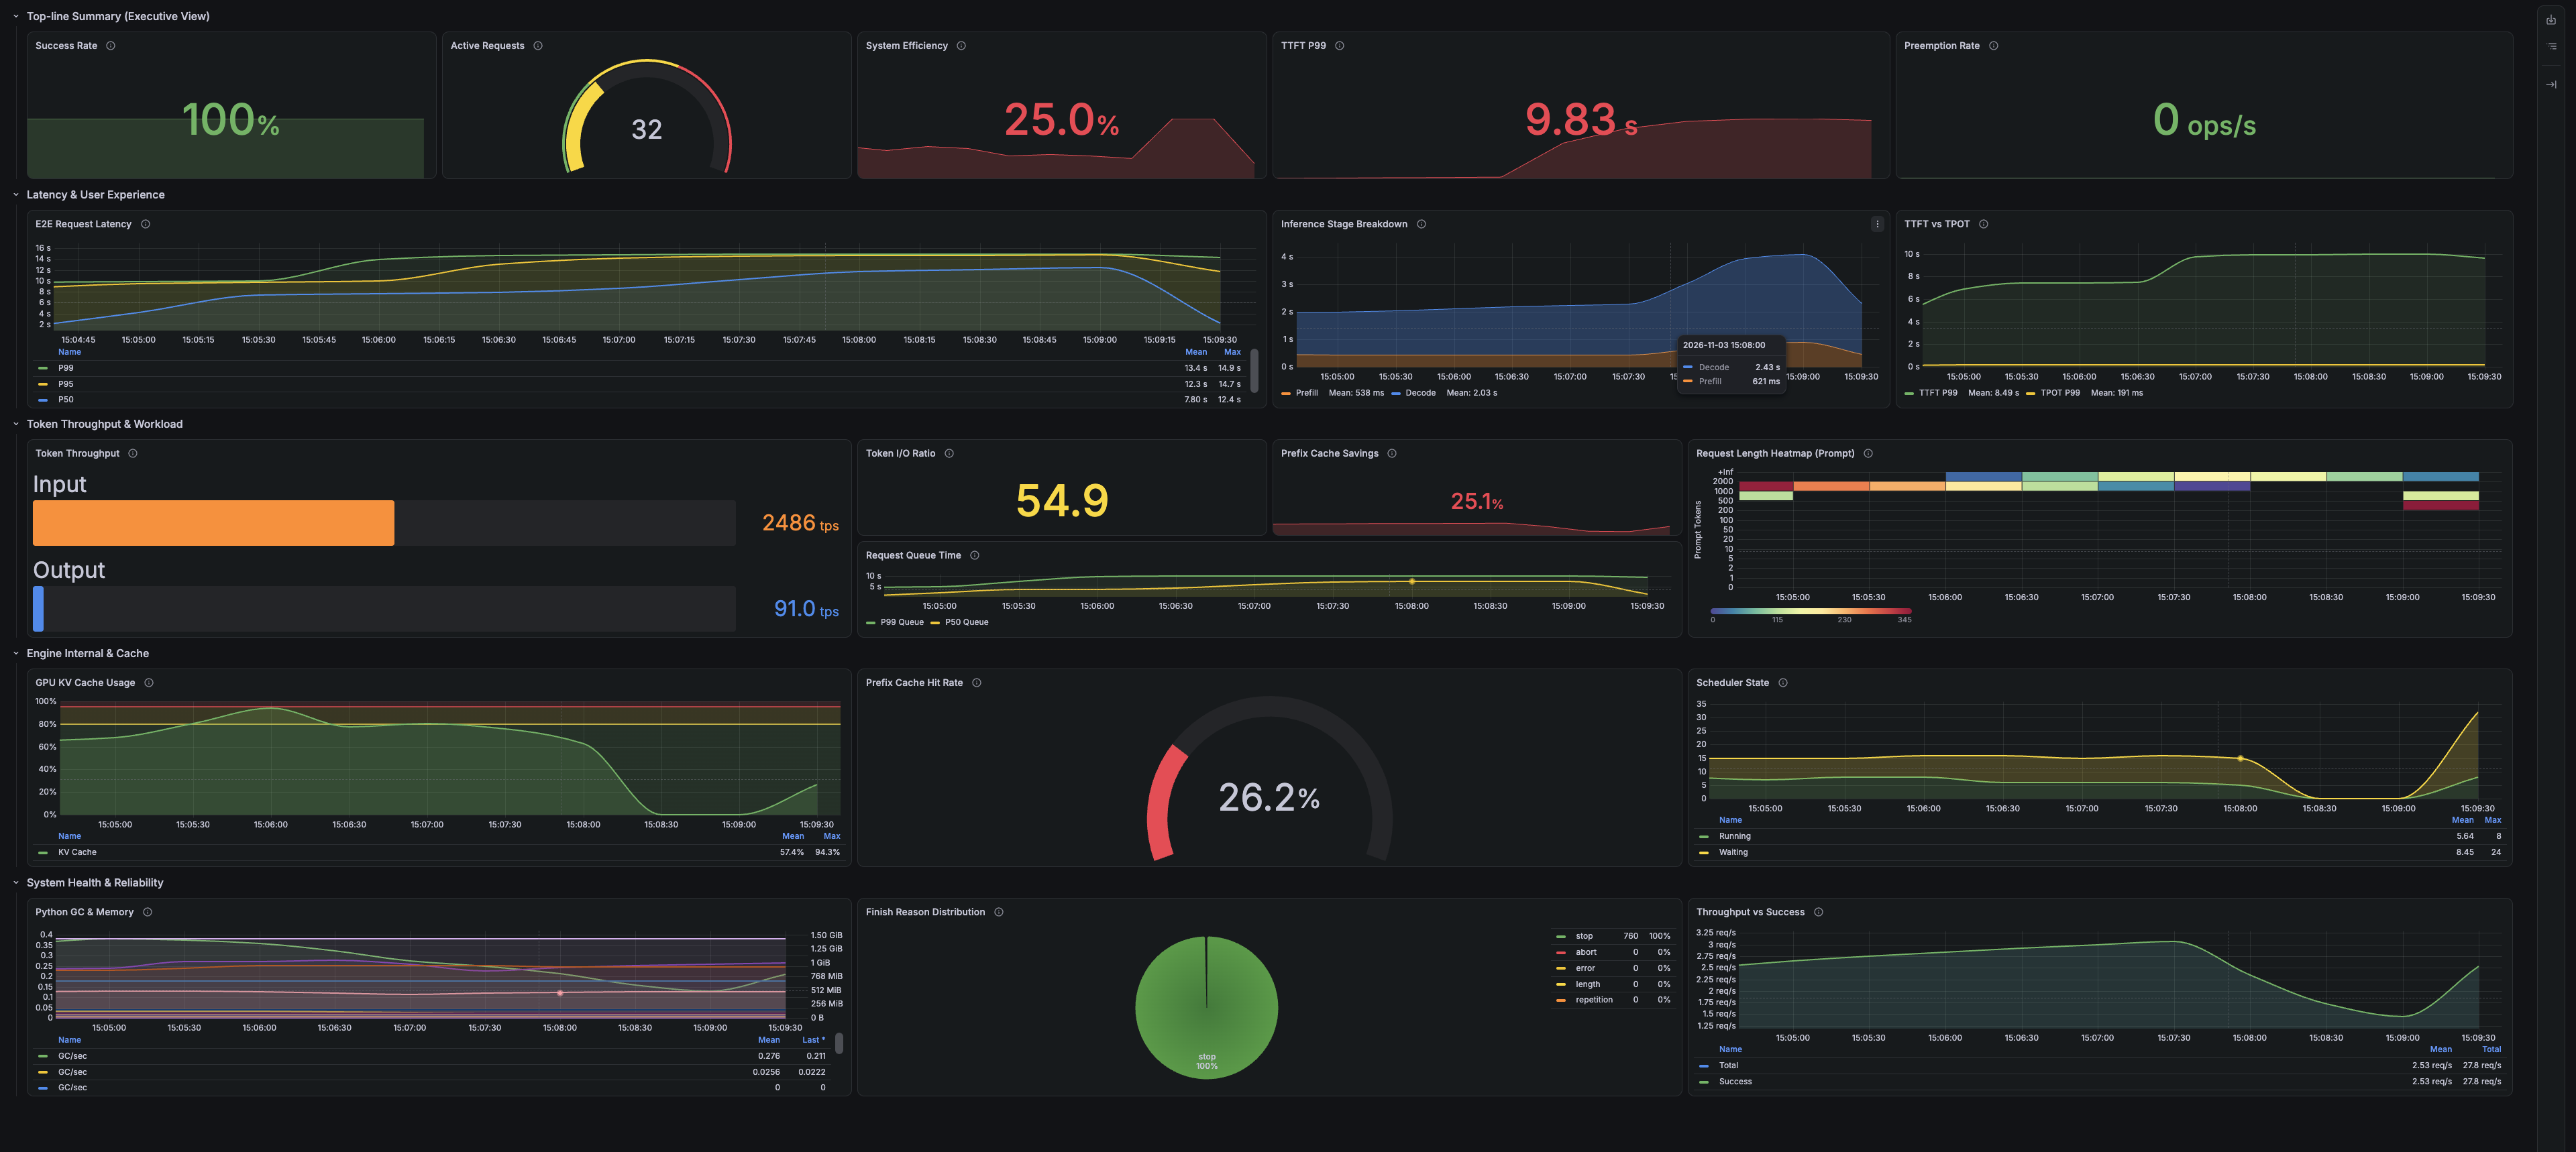 Top-line Summary (Executive View)
Success Rate
100%
Active Requests
32
System Efficiency
25.0%
TTFT P99
9.83 s
Preemption Rate
0 ops/s
Latency & User Experience
E2E Request Latency
16 s
14 s
12 s
10 s
8 s
6 s
4 s
2 s
15:04:45 15:05:00 15:05:15 15:05:30 15:05:45 15:06:00 15:06:15 15:06:30 15:06:45 15:07:00 15:07:15 15:07:30 15:07:45 15:08:00 15:08:15 15:08:30 15:08:45 15:09:00 15:09:15 15:09:30
Name Mean Max
P99 13.4 s 14.9 s
P95 12.3 s 14.7 s
P50 7.80 s 12.4 s
Inference Stage Breakdown
4 s
3 s
2 s
1 s
0 s
15:05:00 15:05:30 15:06:00 15:06:30 15:07:00 15:07:30 15:09:00 15:09:30
2026-11-03 15:08:00
Decode 2.43 s
Prefill 621 ms
Prefill Mean: 538 ms Decode Mean: 2.03 s
TTFT vs TPOT
10 s
8 s
6 s
4 s
2 s
0 s
15:05:00 15:05:30 15:06:00 15:06:30 15:07:00 15:07:30 15:08:00 15:08:30 15:09:00 15:09:30
TTFT P99 Mean: 8.49 s TPOT P99 Mean: 191 ms
Token Throughput & Workload
Token Throughput
Input
2486 tps
Output
91.0 tps
Token I/O Ratio
54.9
Prefix Cache Savings
25.1%
Request Queue Time
10 s
5 s
15:05:00 15:05:30 15:06:00 15:06:30 15:07:00 15:07:30 15:08:00 15:08:30 15:09:00 15:09:30
P99 Queue P50 Queue
Request Length Heatmap (Prompt)
Prompt Tokens
+Inf
2000
1000
500
200
100
50
20
10
5
2
1
0
15:05:00 15:05:30 15:06:00 15:06:30 15:07:00 15:07:30 15:08:00 15:08:30 15:09:00 15:09:30
0 115 230 345
Engine Internal & Cache
GPU KV Cache Usage
100%
80%
60%
40%
20%
0%
15:05:00 15:05:30 15:06:00 15:06:30 15:07:00 15:07:30 15:08:00 15:08:30 15:09:00 15:09:30
Name Mean Max
KV Cache 57.4% 94.3%
Prefix Cache Hit Rate
26.2%
Scheduler State
35
30
25
20
15
10
5
0
15:05:00 15:05:30 15:06:00 15:06:30 15:07:00 15:07:30 15:08:00 15:08:30 15:09:00 15:09:30
Name Mean Max
Running 5.64 8
Waiting 8.45 24
System Health & Reliability
Python GC & Memory
0.4
0.35
0.3
0.25
0.2
0.15
0.1
0.05
0
1.50 GiB
1.25 GiB
1 GiB
768 MiB
512 MiB
256 MiB
0 B
15:05:00 15:05:30 15:06:00 15:06:30 15:07:00 15:07:30 15:08:00 15:08:30 15:09:00 15:09:30
Name Mean Last *
GC/sec 0.276 0.211
GC/sec 0.0256 0.0222
GC/sec 0 0
Finish Reason Distribution
stop
100%
stop 760 100%
abort 0 0%
error 0 0%
length 0 0%
repetition 0 0%
Throughput vs Success
3.25 req/s
3 req/s
2.75 req/s
2.5 req/s
2.25 req/s
2 req/s
1.75 req/s
1.5 req/s
1.25 req/s
15:05:00 15:05:30 15:06:00 15:06:30 15:07:00 15:07:30 15:08:00 15:08:30 15:09:00 15:09:30
Name Mean Total
Total 2.53 req/s 27.8 req/s
Success 2.53 req/s 27.8 req/s